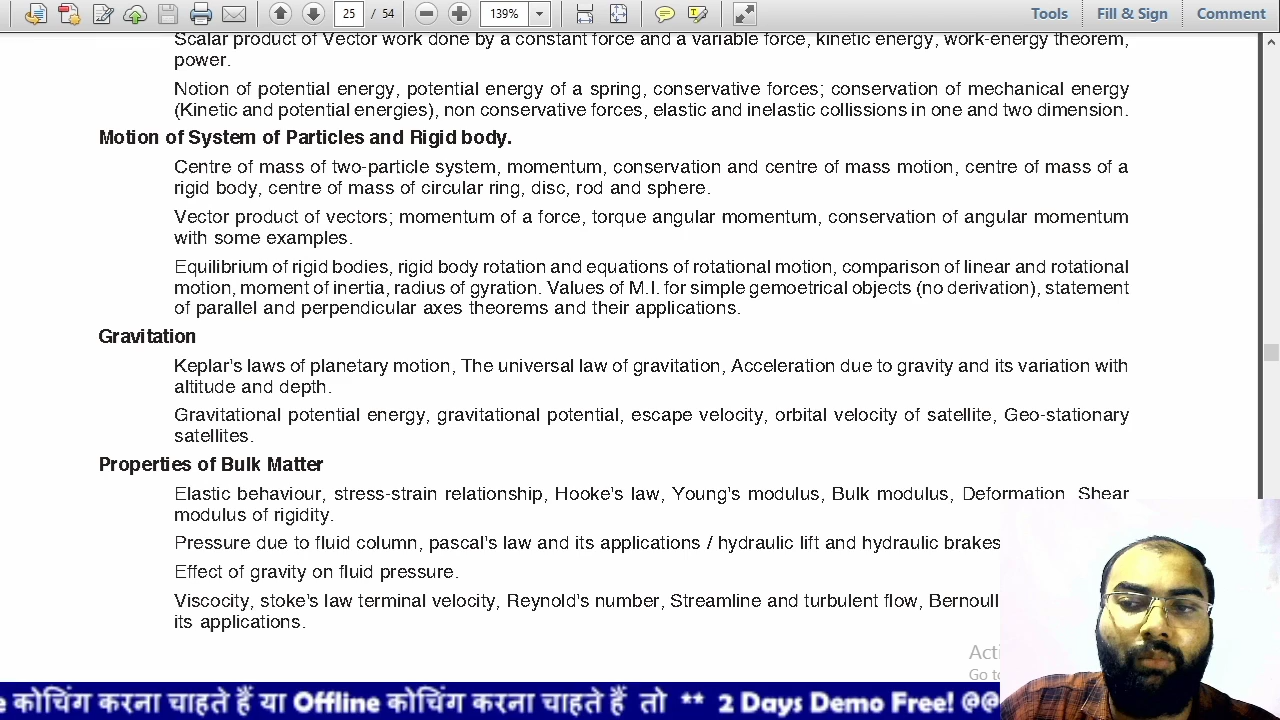 25 / 54 139% Tools Fill & Sign Comment
Scalar product of Vector work done by a constant force and a variable force, kinetic energy, work-energy theorem,
power.
Notion of potential energy, potential energy of a spring, conservative forces; conservation of mechanical energy
(Kinetic and potential energies), non conservative forces, elastic and inelastic collissions in one and two dimension.
Motion of System of Particles and Rigid body.
Centre of mass of two-particle system, momentum, conservation and centre of mass motion, centre of mass of a
rigid body, centre of mass of circular ring, disc, rod and sphere.
Vector product of vectors; momentum of a force, torque angular momentum, conservation of angular momentum
with some examples.
Equilibrium of rigid bodies, rigid body rotation and equations of rotational motion, comparison of linear and rotational
motion, moment of inertia, radius of gyration. Values of M.I. for simple gemoetrical objects (no derivation), statement
of parallel and perpendicular axes theorems and their applications.
Gravitation
Keplar's laws of planetary motion, The universal law of gravitation, Acceleration due to gravity and its variation with
altitude and depth.
Gravitational potential energy, gravitational potential, escape velocity, orbital velocity of satellite, Geo-stationary
satellites.
Properties of Bulk Matter
Elastic behaviour, stress-strain relationship, Hooke's law, Young's modulus, Bulk modulus, Deformation Shear
modulus of rigidity.
Pressure due to fluid column, pascal's law and its applications / hydraulic lift and hydraulic brakes
Effect of gravity on fluid pressure.
Viscocity, stoke's law terminal velocity, Reynold's number, Streamline and turbulent flow, Bernoull
its applications.
Acti
Go to
e कोचिंग करना चाहते हैं या Offline कोचिंग करना चाहते हैं तो ** 2 Days Demo Free! @@